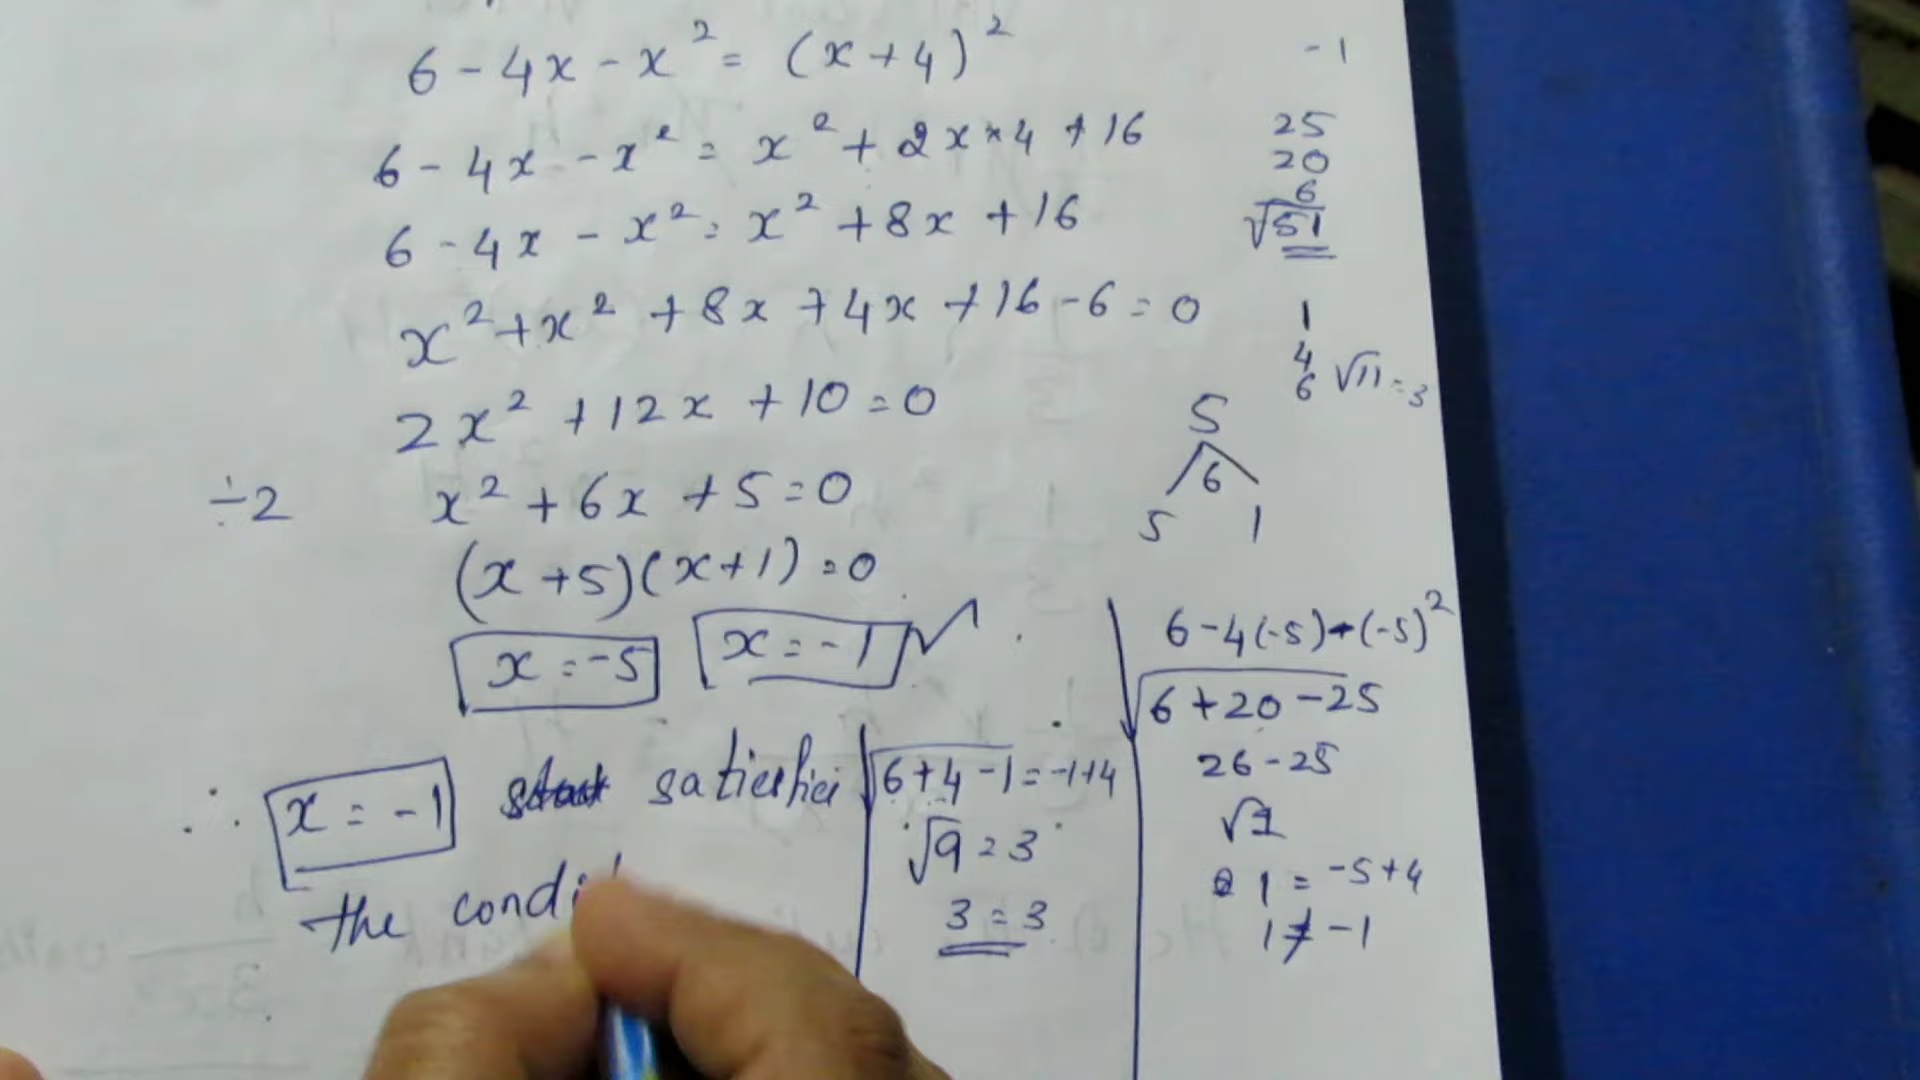 6 - 4x - x² = (x + 4)²
6 - 4x - x² = x² + 2x × 4 + 16
6 - 4x - x² = x² + 8x + 16
x² + x² + 8x + 4x + 16 - 6 = 0
2x² + 12x + 10 = 0
÷2 x² + 6x + 5 = 0
(x + 5)(x + 1) = 0
x = -5 x = -1 ✓
∴ x = -1 satisfies
the condi
-1
25
20
6
√51
1
4
6 √11 = 3
5
6
5 1
√6+4-1 = -1+4
√9 = 3
3 = 3
6-4(-5)-(-5)²
√6+20-25
26-25
√1
1 = -5+4
1 ≠ -1